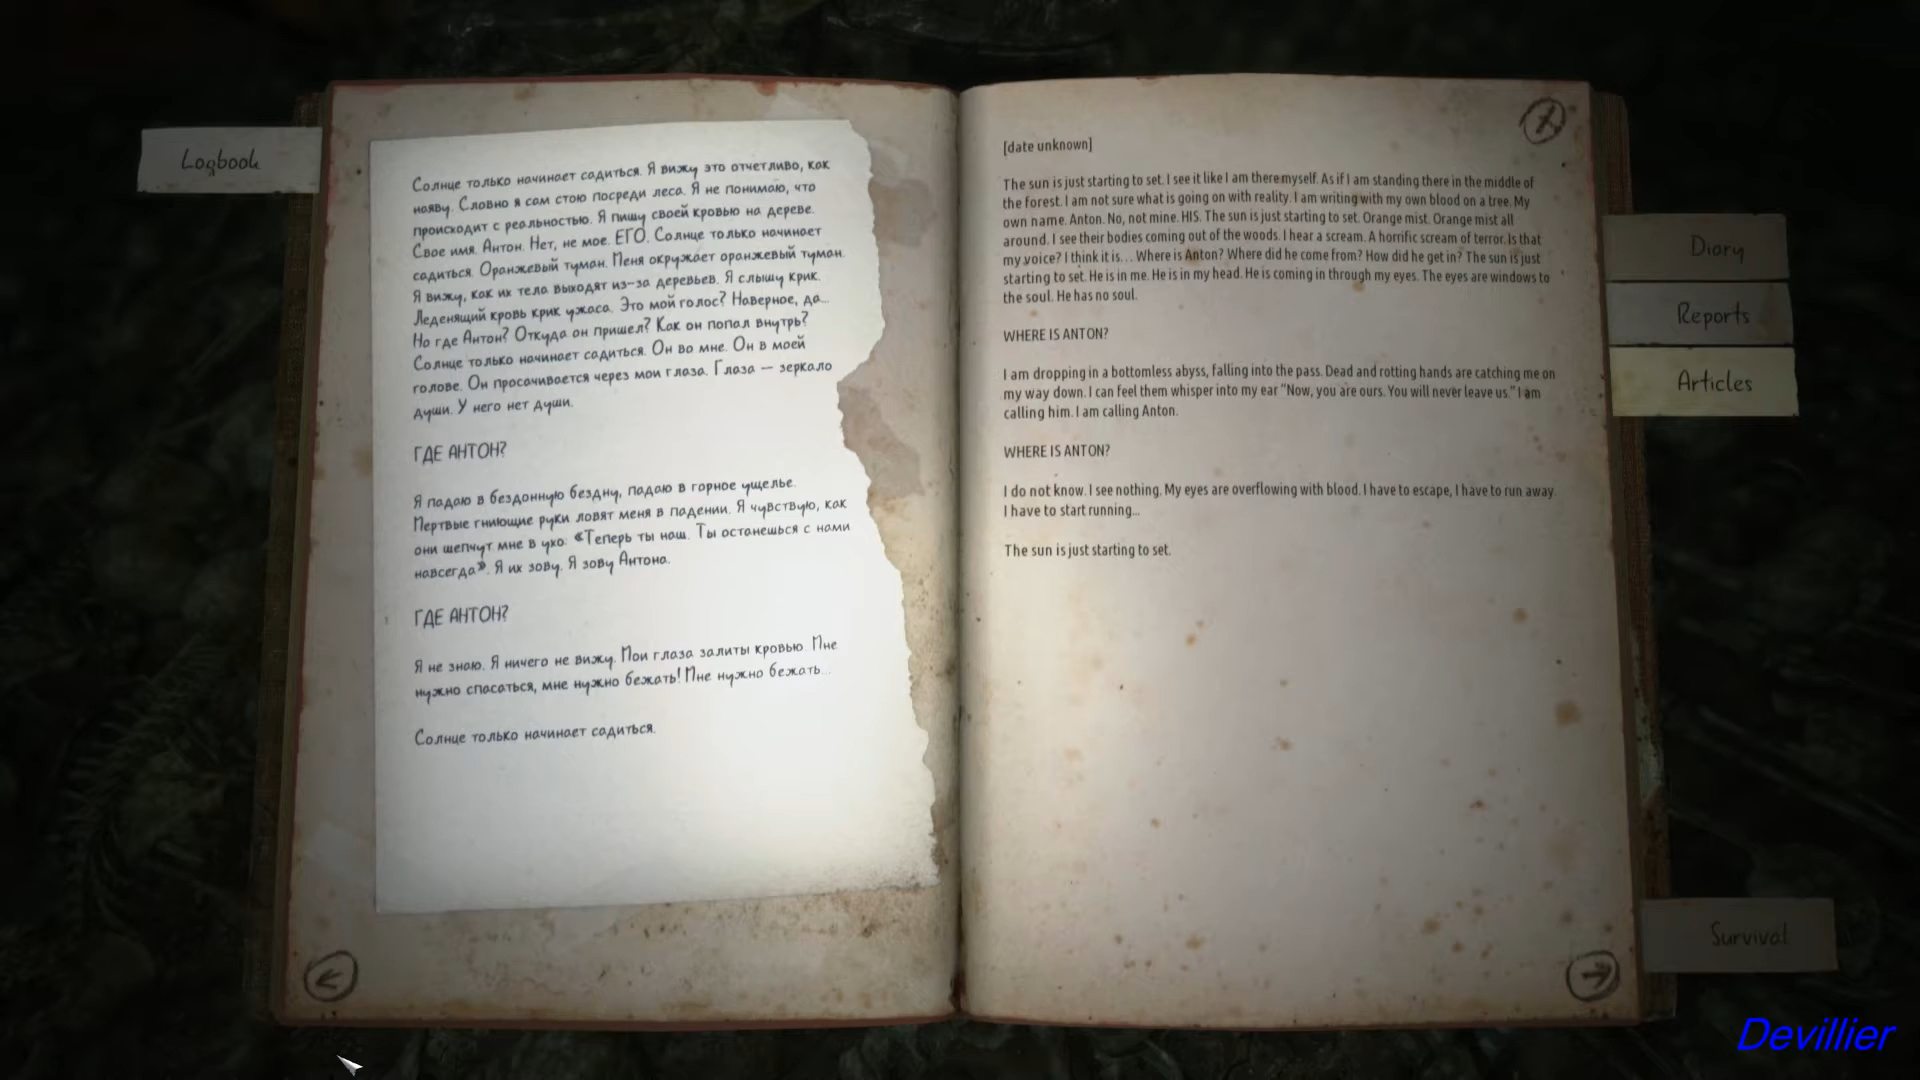 Logbook
Солнце только начинает садиться. Я вижу это отчетливо, как
наяву. Словно я сам стою посреди леса. Я не понимаю, что
происходит с реальностью. Я пишу своей кровью на дереве.
Свое имя. Антон. Нет, не мое. ЕГО. Солнце только начинает
садиться. Оранжевый туман. Меня окружает оранжевый туман.
Я вижу, как их тела выходят из-за деревьев. Я слышу крик.
Леденящий кровь крик ужаса. Это мой голос? Наверное, да...
Но где Антон? Откуда он пришел? Как он попал внутрь?
Солнце только начинает садиться. Он во мне. Он в моей
голове. Он просачивается через мои глаза. Глаза — зеркало
души. У него нет души.
ГДЕ АНТОН?
Я падаю в бездонную бездну, падаю в горное ущелье.
Мертвые гниющие руки ловят меня в падении. Я чувствую, как
они шепчут мне в ухо: «Теперь ты наш. Ты останешься с нами
навсегда». Я их зову. Я зову Антона.
ГДЕ АНТОН?
Я не знаю. Я ничего не вижу. Мои глаза залиты кровью. Мне
нужно спасаться, мне нужно бежать! Мне нужно бежать...
Солнце только начинает садиться.
[date unknown]
The sun is just starting to set. I see it like I am there myself. As if I am standing there in the middle of
the forest. I am not sure what is going on with reality. I am writing with my own blood on a tree. My
own name. Anton. No, not mine. HIS. The sun is just starting to set. Orange mist. Orange mist all
around. I see their bodies coming out of the woods. I hear a scream. A horrific scream of terror. Is that
my voice? I think it is... Where is Anton? Where did he come from? How did he get in? The sun is just
starting to set. He is in me. He is in my head. He is coming in through my eyes. The eyes are windows to
the soul. He has no soul.
WHERE IS ANTON?
I am dropping in a bottomless abyss, falling into the pass. Dead and rotting hands are catching me on
my way down. I can feel them whisper into my ear "Now, you are ours. You will never leave us." I am
calling him. I am calling Anton.
WHERE IS ANTON?
I do not know. I see nothing. My eyes are overflowing with blood. I have to escape, I have to run away.
I have to start running...
The sun is just starting to set.
Diary
Reports
Articles
Survival
Devillier